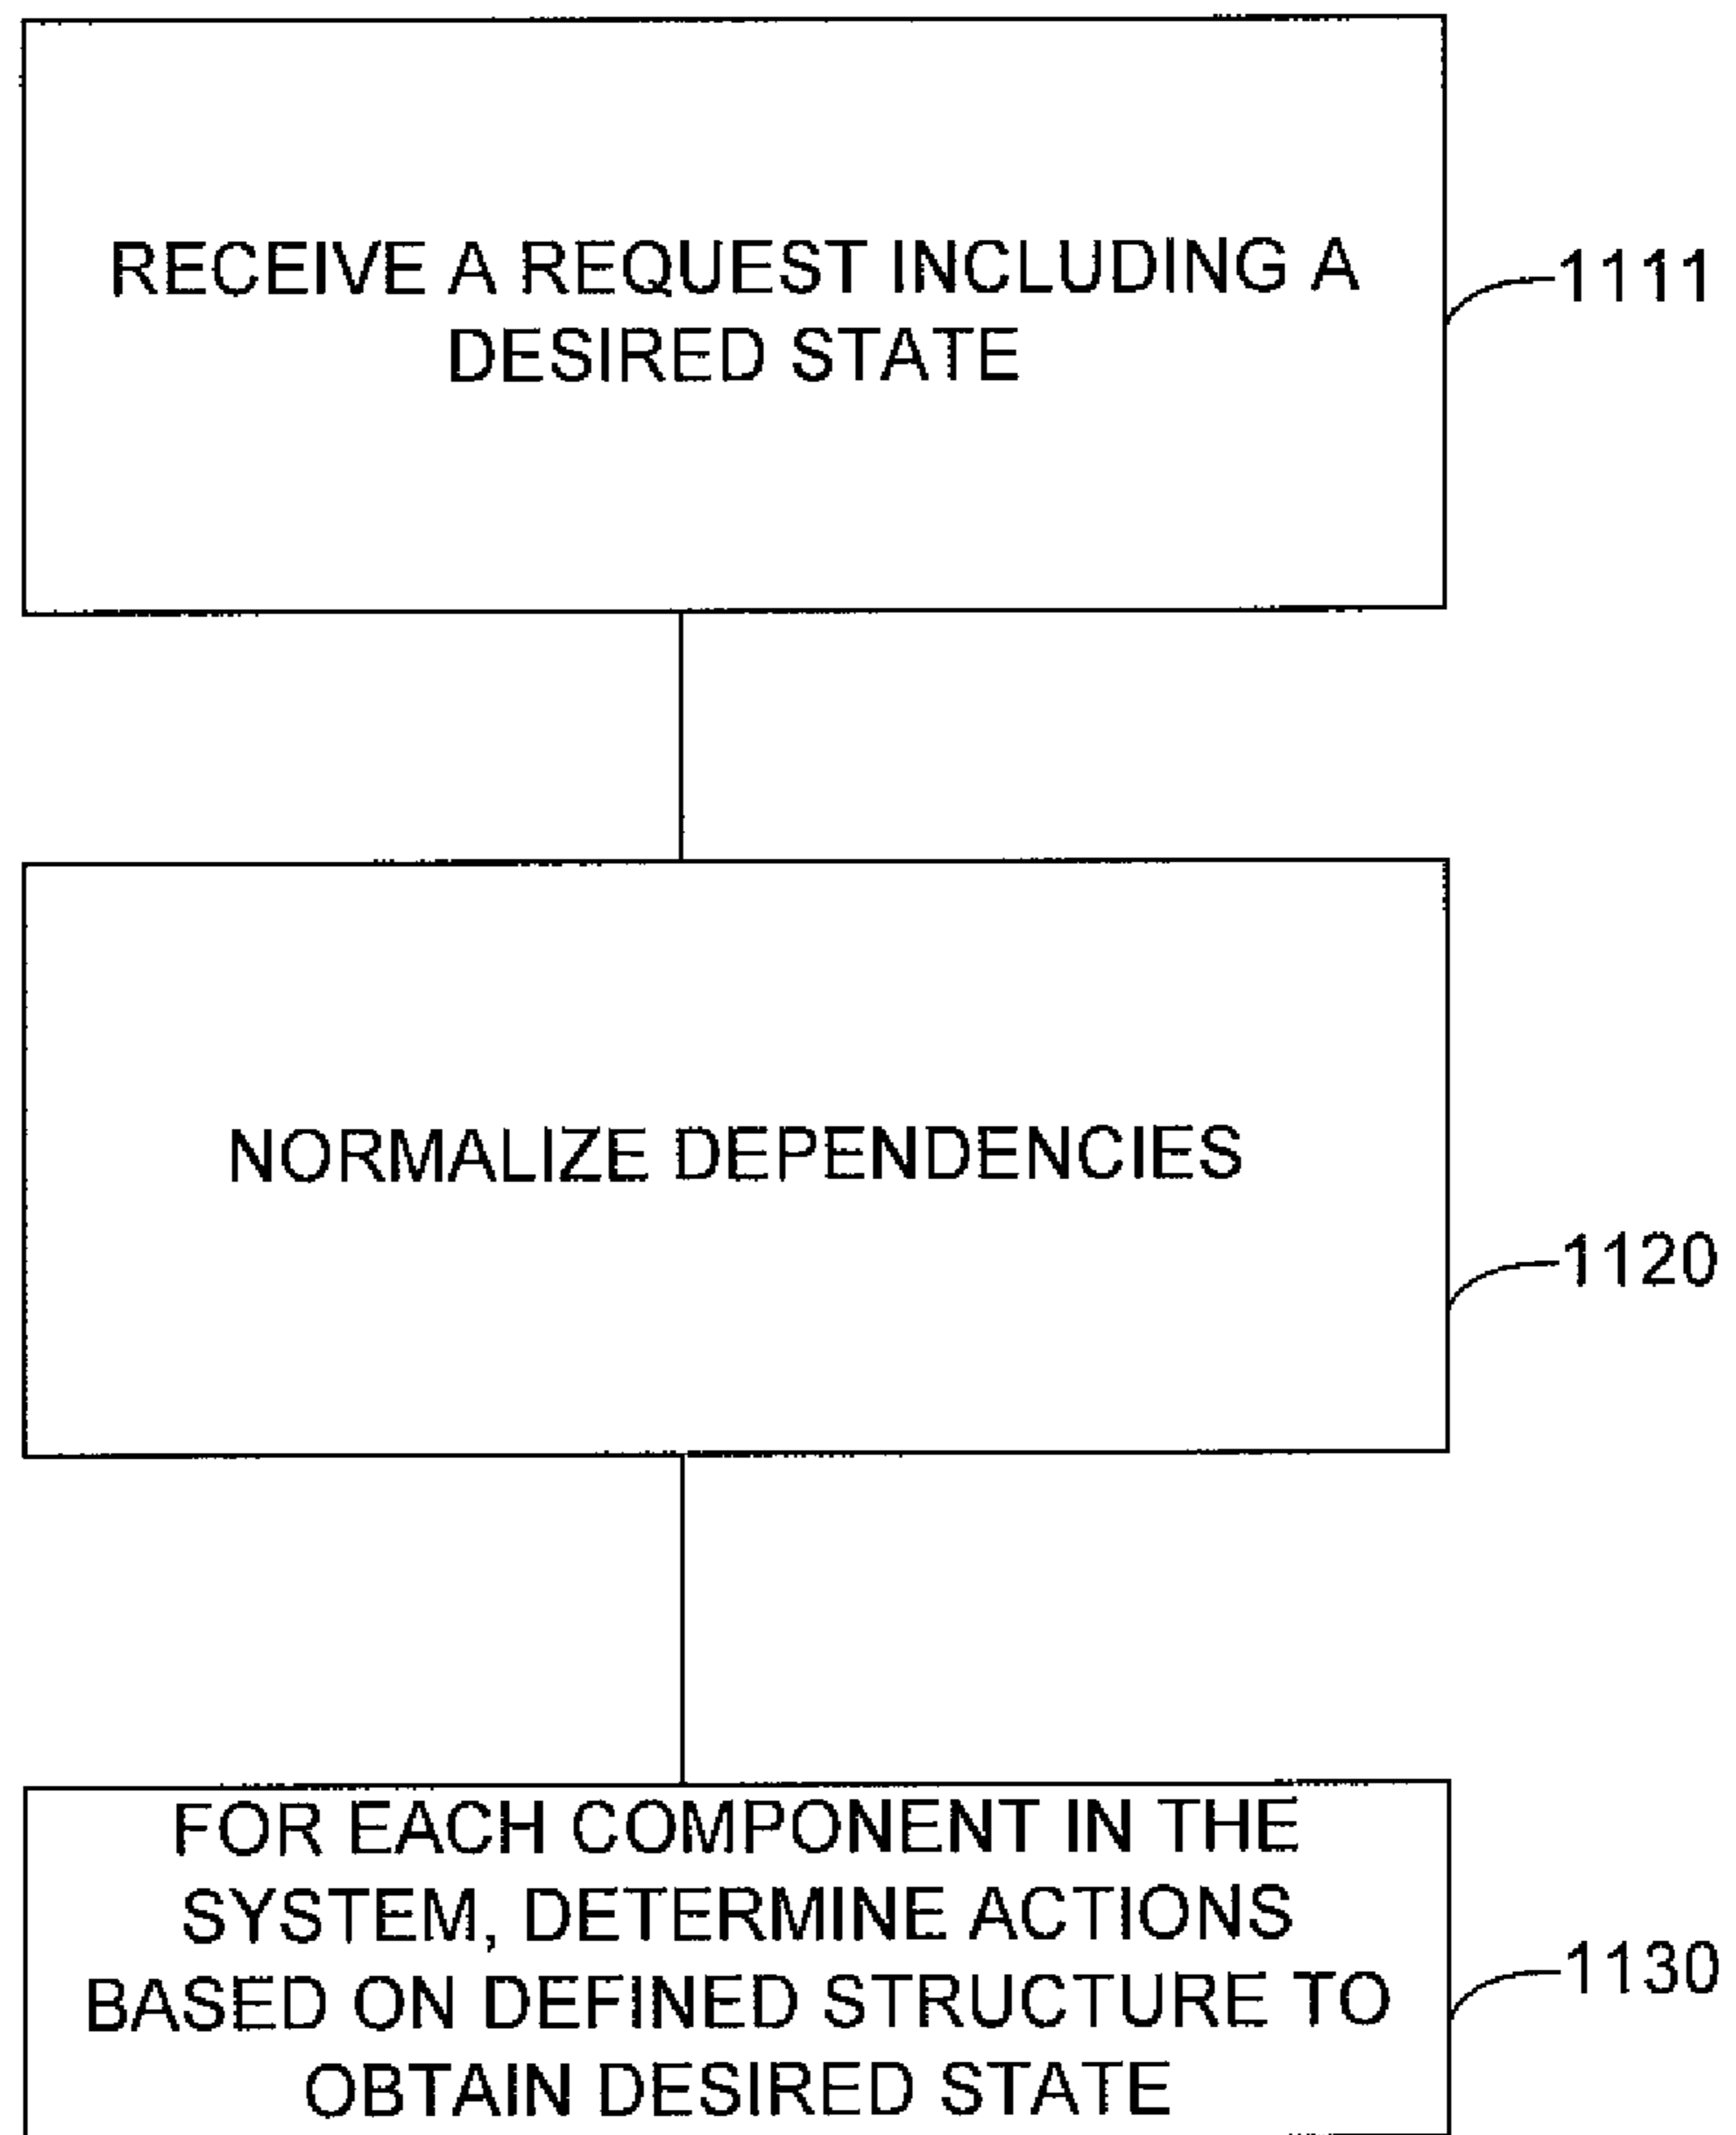 RECEIVE A REQUEST INCLUDING A
DESIRED STATE
1111
NORMALIZE DEPENDENCIES
1120
FOR EACH COMPONENT IN THE
SYSTEM, DETERMINE ACTIONS
BASED ON DEFINED STRUCTURE TO
OBTAIN DESIRED STATE
1130